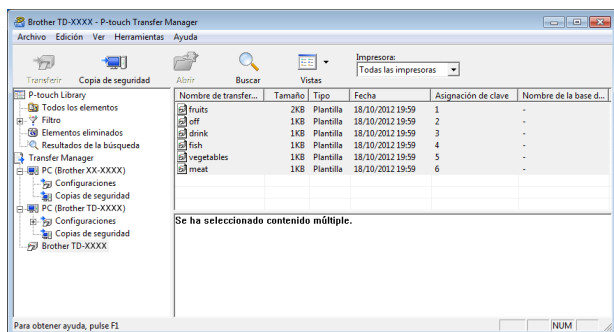 Brother TD-XXXX - P-touch Transfer Manager
Archivo Edición Ver Herramientas Ayuda
Impresora:
Todas las impresoras
Transferir Copia de seguridad Abrir Buscar Vistas
P-touch Library
Todos los elementos
Filtro
Elementos eliminados
Resultados de la búsqueda
Transfer Manager
PC (Brother XX-XXXX)
Configuraciones
Copias de seguridad
PC (Brother TD-XXXX)
Configuraciones
Copias de seguridad
Brother TD-XXXX
Nombre de transfer... Tamaño Tipo Fecha Asignación de clave Nombre de la base d...
fruits 2KB Plantilla 18/10/2012 19:59 1 -
off 1KB Plantilla 18/10/2012 19:59 2 -
drink 1KB Plantilla 18/10/2012 19:59 3 -
fish 1KB Plantilla 18/10/2012 19:59 4 -
vegetables 1KB Plantilla 18/10/2012 19:59 5 -
meat 1KB Plantilla 18/10/2012 19:59 6 -
Se ha seleccionado contenido múltiple.
Para obtener ayuda, pulse F1
NUM